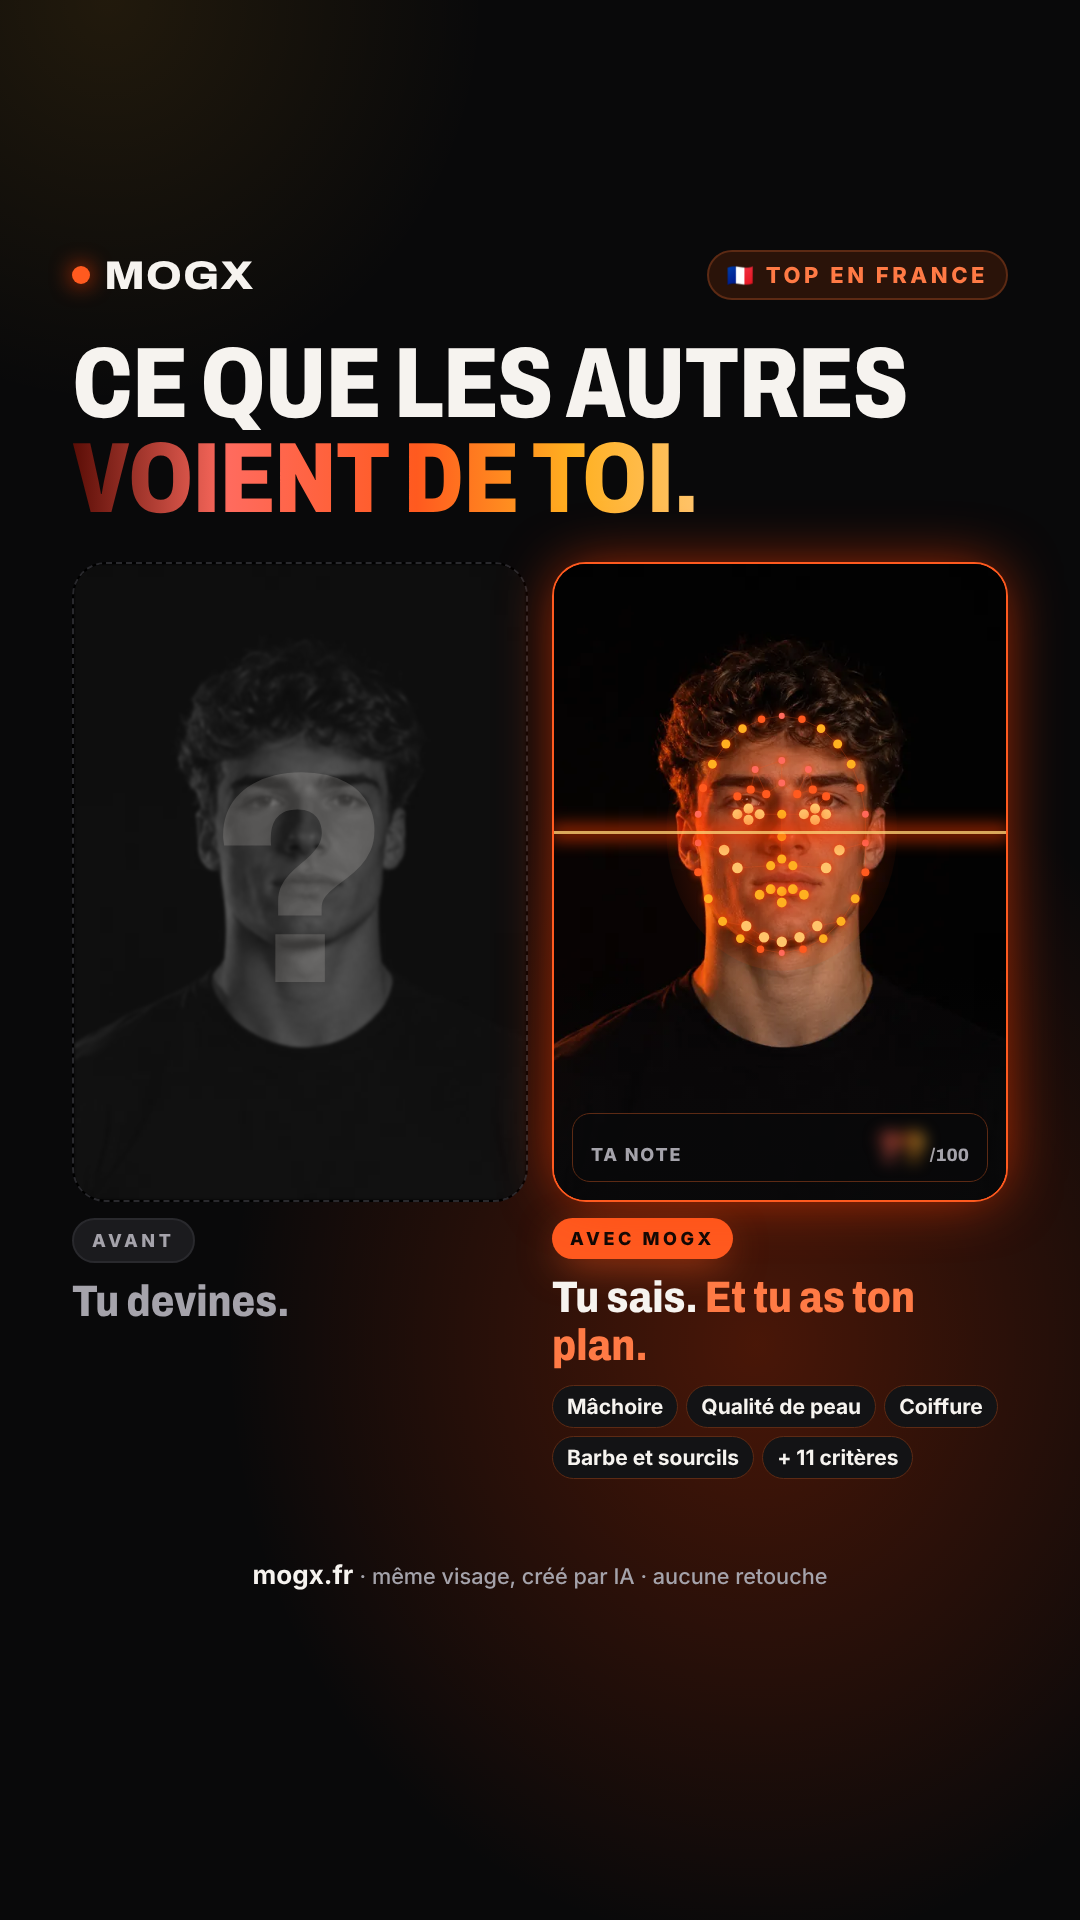 MOGX
🇫🇷 TOP EN FRANCE
CE QUE LES AUTRES
VOIENT DE TOI.
?
TA NOTE /100
AVANT
Tu devines.
AVEC MOGX
Tu sais. Et tu as ton
plan.
Mâchoire Qualité de peau Coiffure
Barbe et sourcils + 11 critères
mogx.fr · même visage, créé par IA · aucune retouche